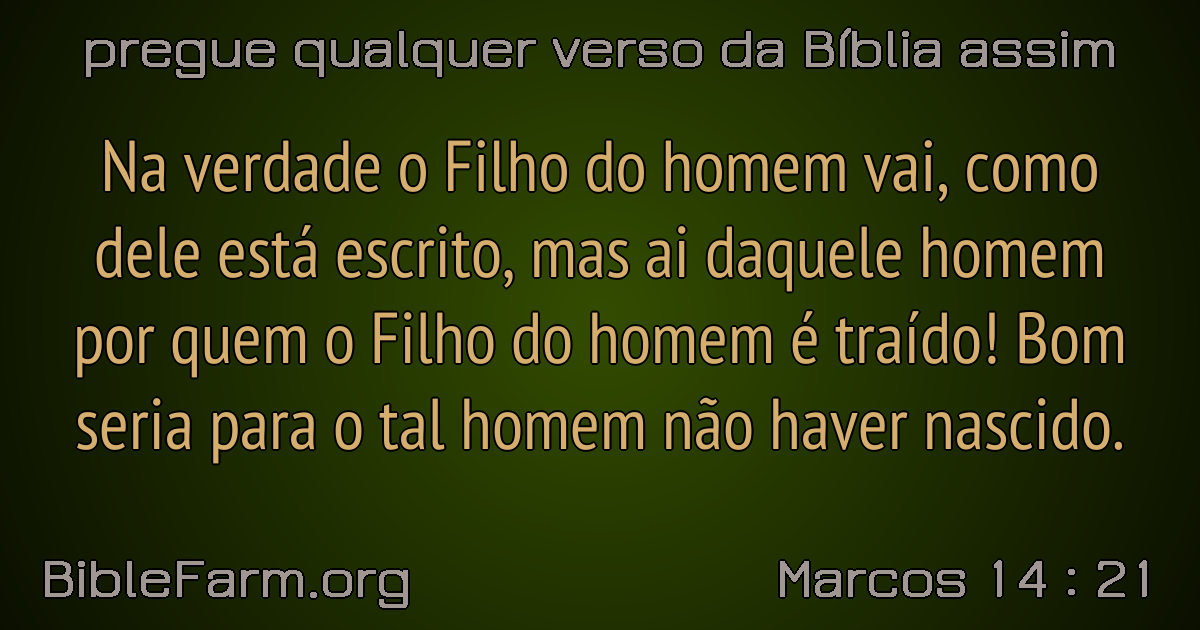 pregue qualquer verso da Bíblia assim
Na verdade o Filho do homem vai, como
dele está escrito, mas ai daquele homem
por quem o Filho do homem é traído! Bom
seria para o tal homem não haver nascido.
BibleFarm.org
Marcos 14 : 21